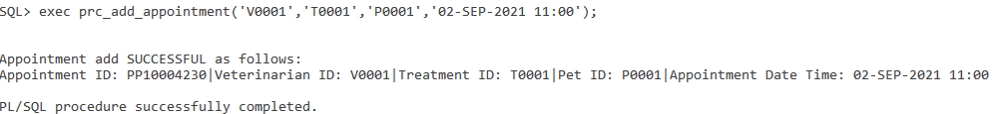 SQL> exec prc_add_appointment('V0001','T0001','P0001','02-SEP-2021 11:00');
Appointment add SUCCESSFUL as follows:
Appointment ID: PP10004230|Veterinarian ID: V0001|Treatment ID: T0001|Pet ID: P0001|Appointment Date Time: 02-SEP-2021 11:00
PL/SQL procedure successfully completed.